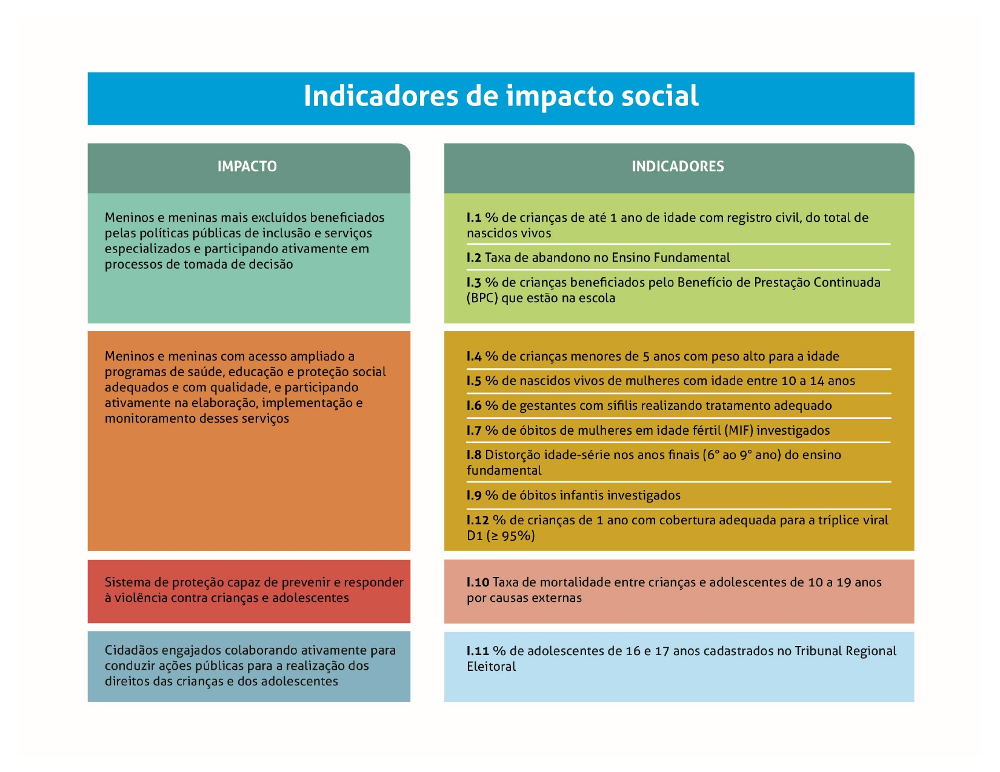 Indicadores de impacto social
IMPACTO
INDICADORES
Meninos e meninas mais excluídos beneficiados
pelas políticas públicas de inclusão e serviços
especializados e participando ativamente em
processos de tomada de decisão
I.1 % de crianças de até 1 ano de idade com registro civil, do total de
nascidos vivos
I.2 Taxa de abandono no Ensino Fundamental
I.3 % de crianças beneficiados pelo Benefício de Prestação Continuada
(BPC) que estão na escola
Meninos e meninas com acesso ampliado a
programas de saúde, educação e proteção social
adequados e com qualidade, e participando
ativamente na elaboração, implementação e
monitoramento desses serviços
I.4 % de crianças menores de 5 anos com peso alto para a idade
I.5 % de nascidos vivos de mulheres com idade entre 10 a 14 anos
I.6 % de gestantes com sífilis realizando tratamento adequado
I.7 % de óbitos de mulheres em idade fértil (MIF) investigados
I.8 Distorção idade-série nos anos finais (6º ao 9º ano) do ensino
fundamental
I.9 % de óbitos infantis investigados
I.12 % de crianças de 1 ano com cobertura adequada para a tríplice viral
D1 (≥ 95%)
Sistema de proteção capaz de prevenir e responder
à violência contra crianças e adolescentes
I.10 Taxa de mortalidade entre crianças e adolescentes de 10 a 19 anos
por causas externas
Cidadãos engajados colaborando ativamente para
conduzir ações públicas para a realização dos
direitos das crianças e dos adolescentes
I.11 % de adolescentes de 16 e 17 anos cadastrados no Tribunal Regional
Eleitoral